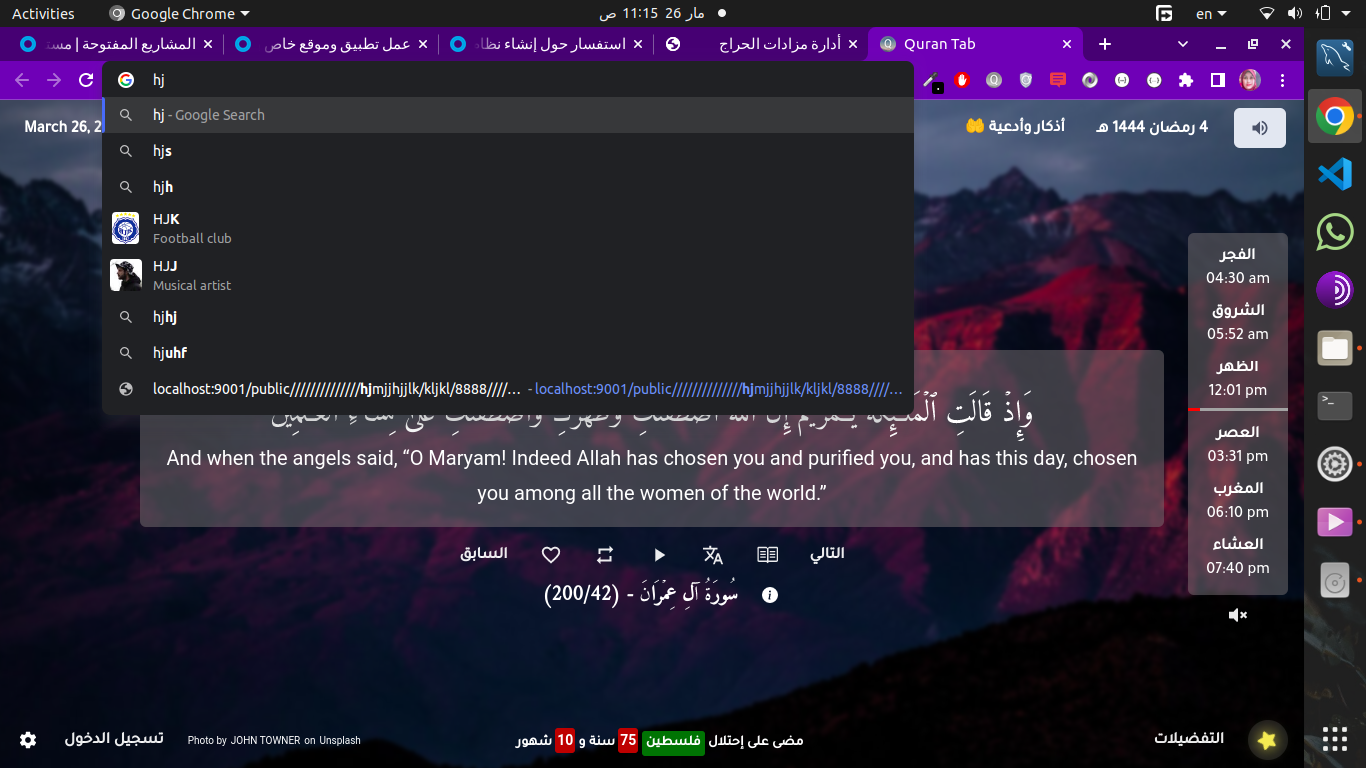 Activities
Google Chrome
مار 26 11:15 ص
en
المشاريع المفتوحة | مست
عمل تطبيق وموقع خاص
استفسار حول إنشاء نظا
أدارة مزادات الحراج
Quran Tab
hj
hj - Google Search
hjs
hjh
HJK
Football club
HJJ
Musical artist
hjhj
hjuhf
localhost:9001/public//////////////hjmjjhjjlk/kljkl/8888////… - localhost:9001/public//////////////hjmjjhjjlk/kljkl/8888////…
March 26, 2
أذكار وأدعية 🤲
4 رمضان 1444 هـ
الفجر
04:30 am
الشروق
05:52 am
الظهر
12:01 pm
العصر
03:31 pm
المغرب
06:10 pm
العشاء
07:40 pm
وَإِذْ قَالَتِ ٱلْمَلَـٰٓئِكَةُ يَـٰمَرْيَمُ إِنَّ ٱللَّهَ ٱصْطَفَىٰكِ وَطَهَّرَكِ وَٱصْطَفَىٰكِ عَلَىٰ نِسَآءِ ٱلْعَـٰلَمِينَ
And when the angels said, “O Maryam! Indeed Allah has chosen you and purified you, and has this day, chosen
you among all the women of the world.”
السابق
التالي
سُورَةُ آلِ عِمْرَانَ - (200/42)
تسجيل الدخول
Photo by JOHN TOWNER on Unsplash
مضى على إحتلال فلسطين 75 سنة و 10 شهور
التفضيلات